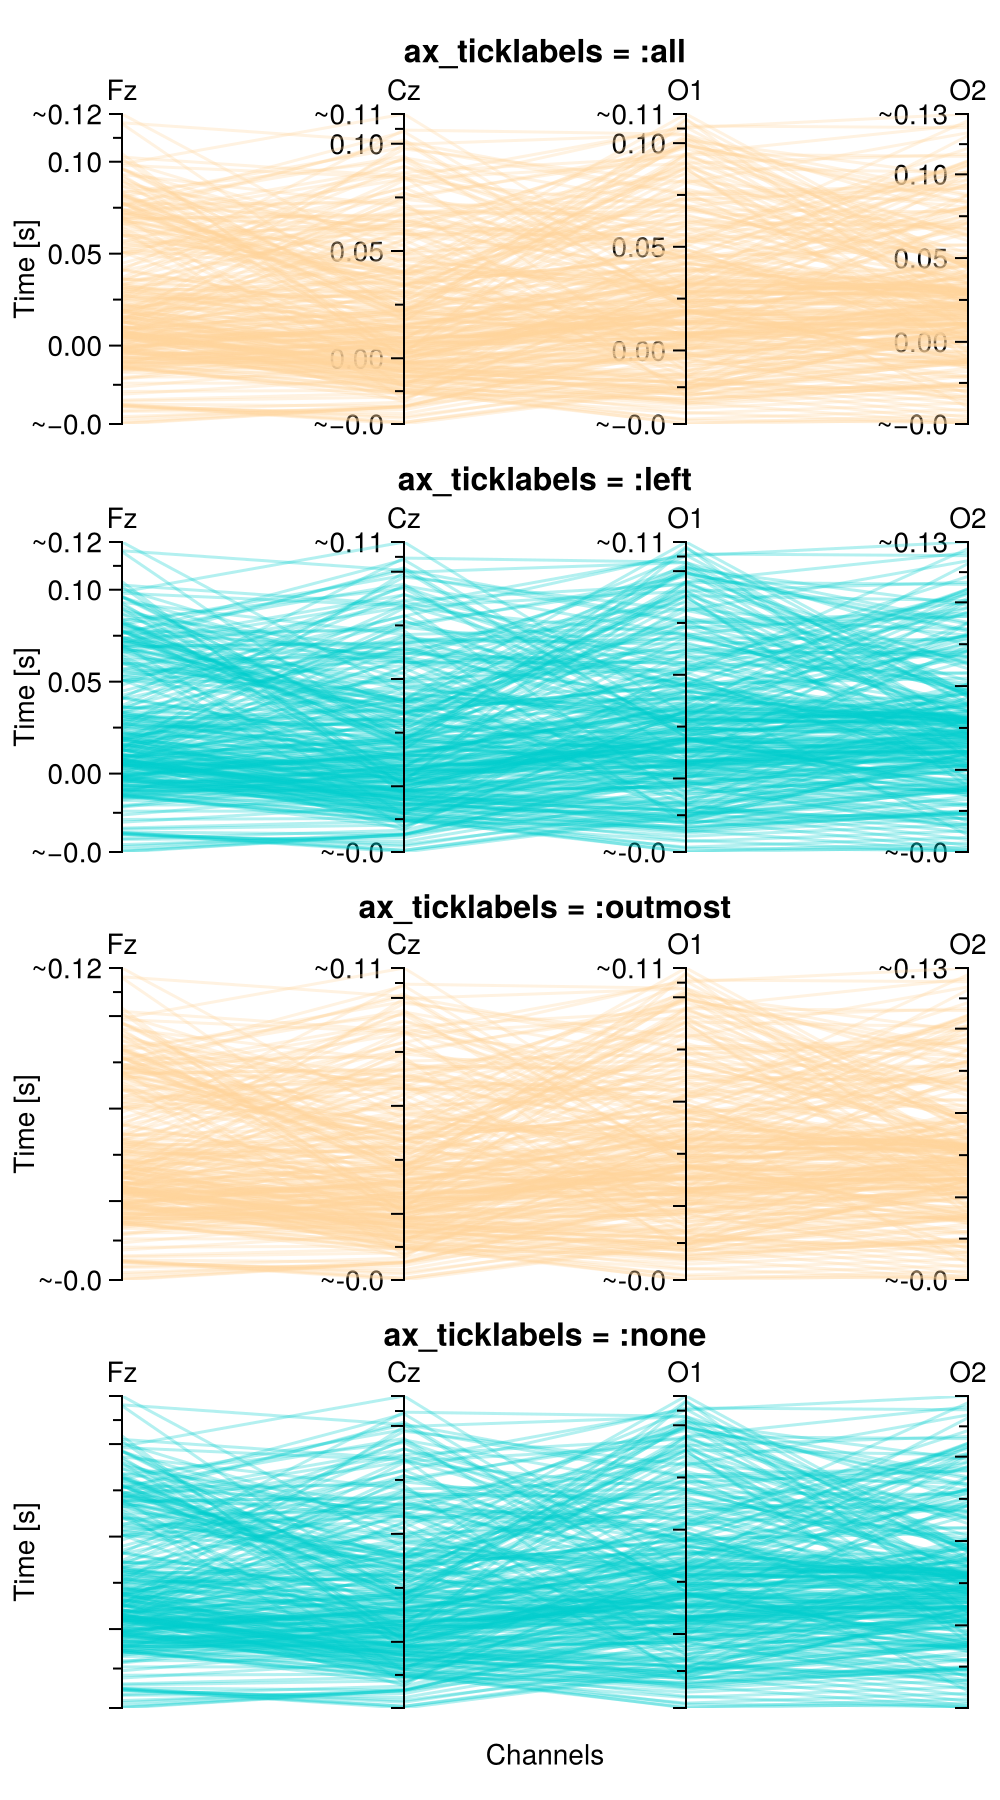 ax_ticklabels = :all
Fz Cz O1 O2
~0.12 ~0.11 ~0.11 ~0.13
0.10 0.10 0.10 0.10
0.05 0.05 0.05 0.05
0.00 0.00 0.00 0.00
~−0.0 ~−0.0 ~−0.0 ~−0.0
Time [s]
ax_ticklabels = :left
Fz Cz O1 O2
~0.12 ~0.11 ~0.11 ~0.13
0.10
0.05
0.00
~−0.0 ~-0.0 ~-0.0 ~-0.0
Time [s]
ax_ticklabels = :outmost
Fz Cz O1 O2
~0.12 ~0.11 ~0.11 ~0.13
~-0.0 ~-0.0 ~-0.0 ~-0.0
Time [s]
ax_ticklabels = :none
Fz Cz O1 O2
Time [s]
Channels